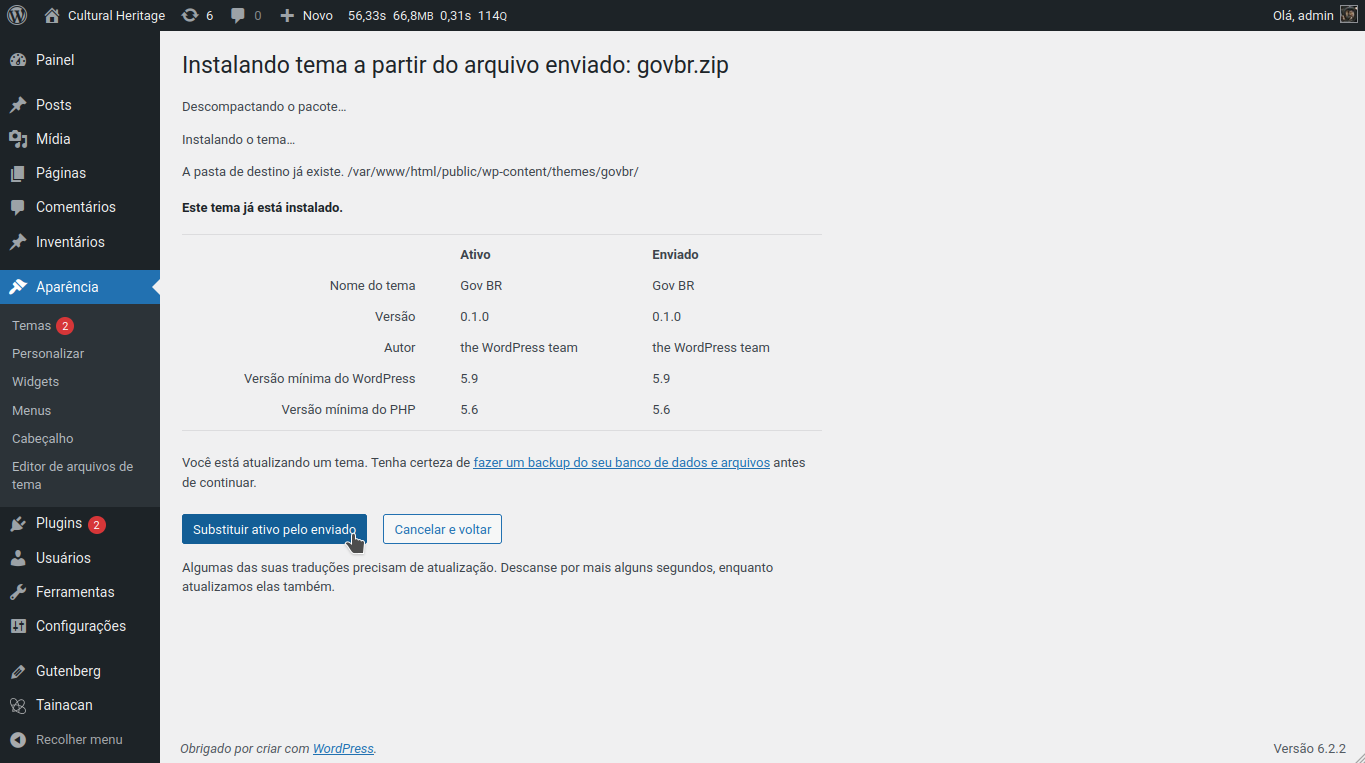 Cultural Heritage 6 0 Novo 56,33s 66,8MB 0,31s 114Q Olá, admin
Painel
Posts
Mídia
Páginas
Comentários
Inventários
Aparência
Temas 2
Personalizar
Widgets
Menus
Cabeçalho
Editor de arquivos de
tema
Plugins 2
Usuários
Ferramentas
Configurações
Gutenberg
Tainacan
Recolher menu
Instalando tema a partir do arquivo enviado: govbr.zip
Descompactando o pacote…
Instalando o tema…
A pasta de destino já existe. /var/www/html/public/wp-content/themes/govbr/
Este tema já está instalado.
Ativo Enviado
Nome do tema Gov BR Gov BR
Versão 0.1.0 0.1.0
Autor the WordPress team the WordPress team
Versão mínima do WordPress 5.9 5.9
Versão mínima do PHP 5.6 5.6
Você está atualizando um tema. Tenha certeza de fazer um backup do seu banco de dados e arquivos antes
de continuar.
Substituir ativo pelo enviado Cancelar e voltar
Algumas das suas traduções precisam de atualização. Descanse por mais alguns segundos, enquanto
atualizamos elas também.
Obrigado por criar com WordPress. Versão 6.2.2